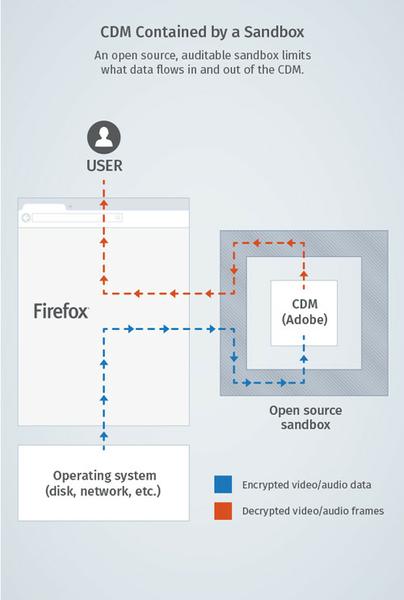 CDM Contained by a Sandbox
An open source, auditable sandbox limits
what data flows in and out of the CDM.
USER
Firefox
CDM
(Adobe)
Open source
sandbox
Operating system
(disk, network, etc.)
Encrypted video/audio data
Decrypted video/audio frames